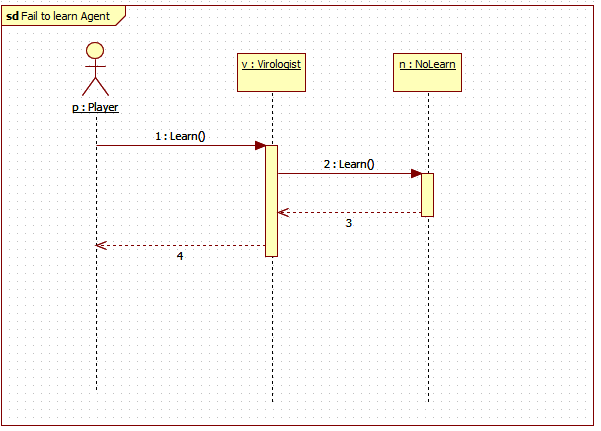 sd Fail to learn Agent
p : Player
v : Virologist
n : NoLearn
1 : Learn()
2 : Learn()
3
4